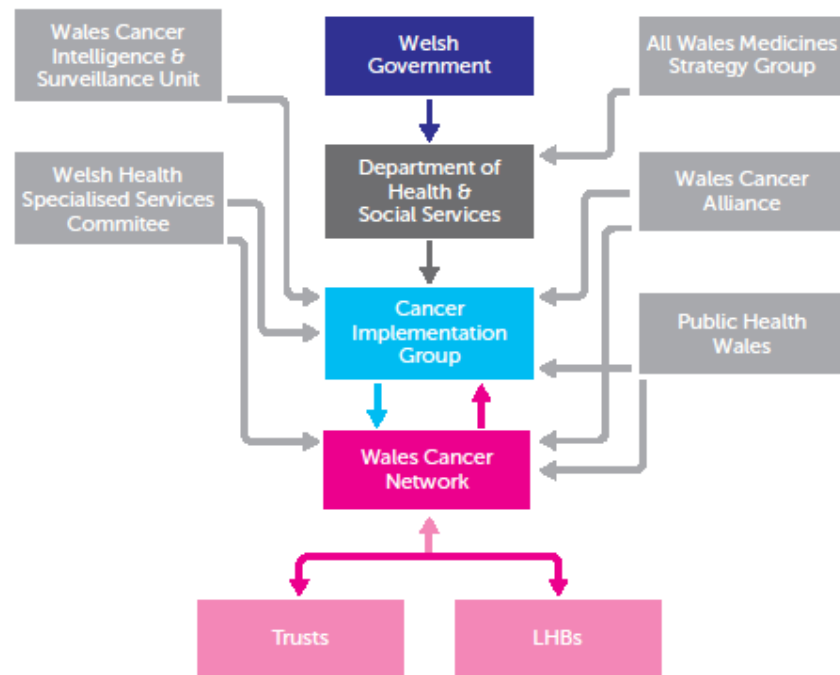 Wales Cancer
Intelligence &
Surveillance Unit
Welsh
Government
All Wales Medicines
Strategy Group
Welsh Health
Specialised Services
Commitee
Department of
Health &
Social Services
Wales Cancer
Alliance
Cancer
Implementation
Group
Public Health
Wales
Wales Cancer
Network
Trusts
LHBs